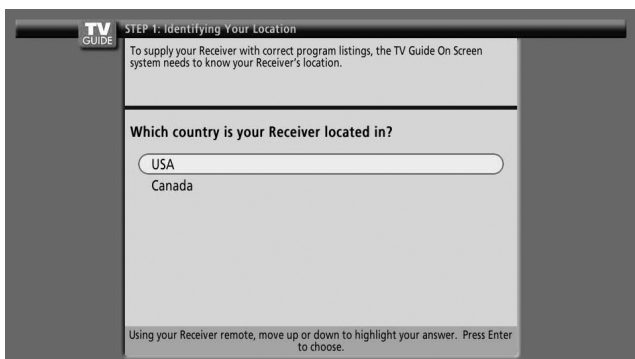 TV
GUIDE
STEP 1: Identifying Your Location
To supply your Receiver with correct program listings, the TV Guide On Screen
system needs to know your Receiver's location.
Which country is your Receiver located in?
USA
Canada
Using your Receiver remote, move up or down to highlight your answer.  Press Enter
to choose.